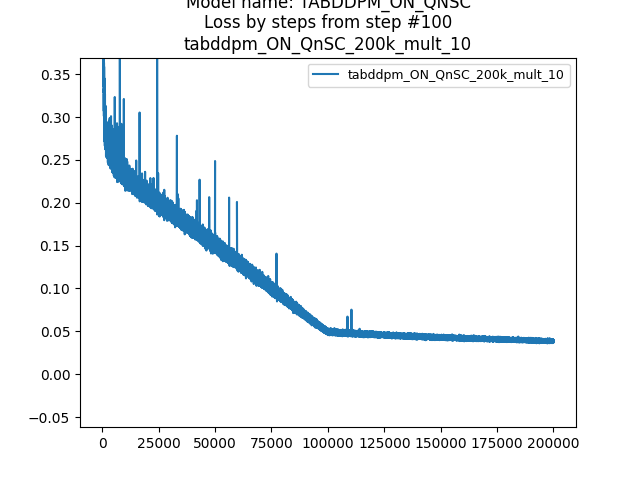 Model name: TABDDPM_ON_QNSC
Loss by steps from step #100
tabddpm_ON_QnSC_200k_mult_10
tabddpm_ON_QnSC_200k_mult_10
0.35
0.30
0.25
0.20
0.15
0.10
0.05
0.00
−0.05
0 25000 50000 75000 100000 125000 150000 175000 200000